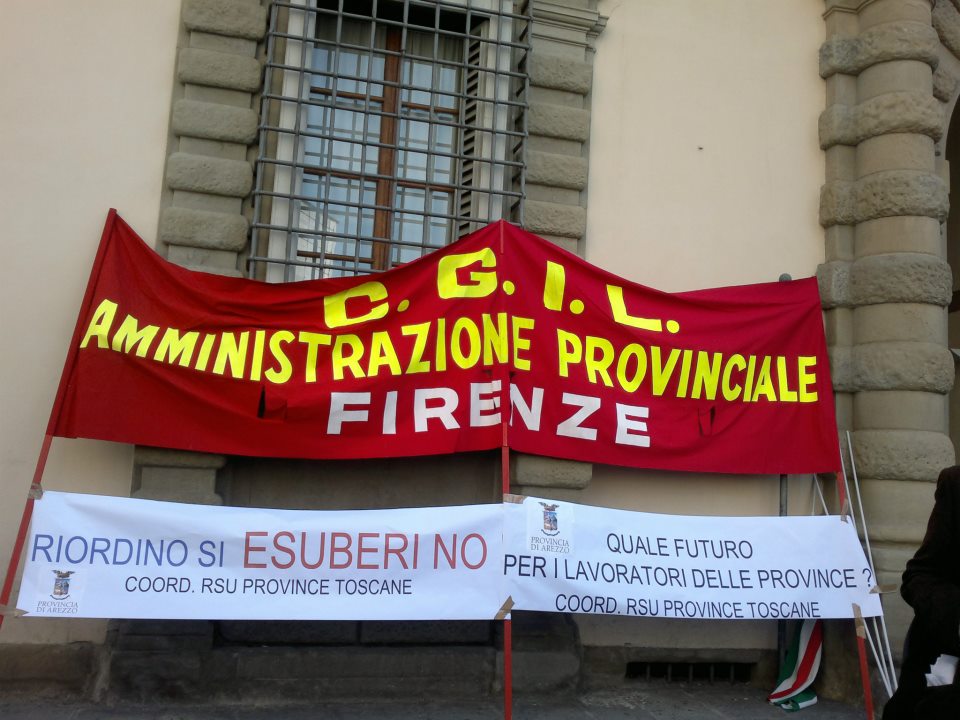 C.G.I.L.
AMMINISTRAZIONE PROVINCIALE
FIRENZE
RIORDINO SI ESUBERI NO
COORD. RSU PROVINCE TOSCANE
PROVINCIA
DI AREZZO
PROVINCIA
DI AREZZO
QUALE FUTURO
PER I LAVORATORI DELLE PROVINCE ?
COORD. RSU PROVINCE TOSCANE